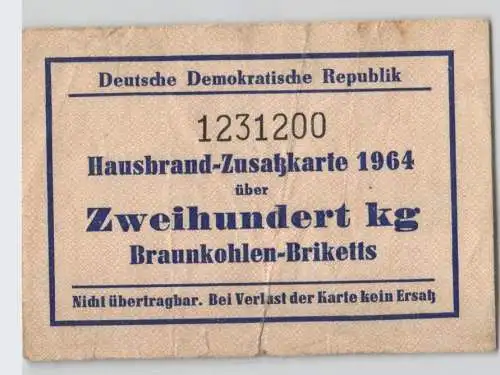 Deutsche Demokratische Republik
1231200
Hausbrand-Zusatzkarte 1964
über
Zweihundert kg
Braunkohlen-Briketts
Nicht übertragbar. Bei Verlast der Karte kein Ersatz